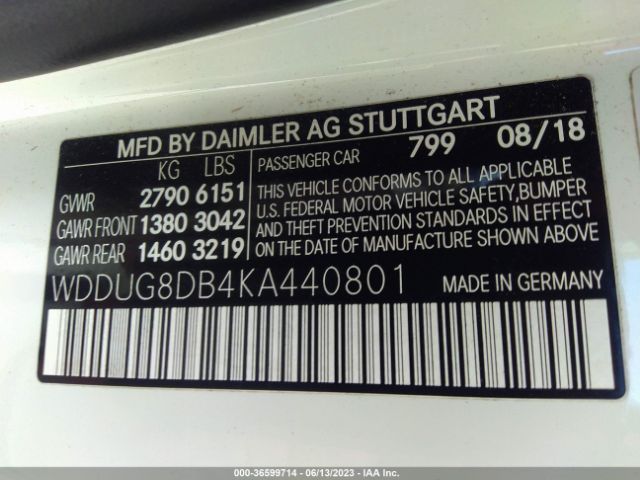 MFD BY DAIMLER AG STUTTGART
KG LBS
GVWR 2790 6151
GAWR FRONT 1380 3042
GAWR REAR 1460 3219
PASSENGER CAR 799 08/18
THIS VEHICLE CONFORMS TO ALL APPLICABLE
U.S. FEDERAL MOTOR VEHICLE SAFETY,BUMPER
AND THEFT PREVENTION STANDARDS IN EFFECT
ON THE DATE OF MANUFACTURE SHOWN ABOVE.
WDDUG8DB4KA440801 MADE IN GERMANY
000-36599714 - 06/13/2023 - IAA Inc.